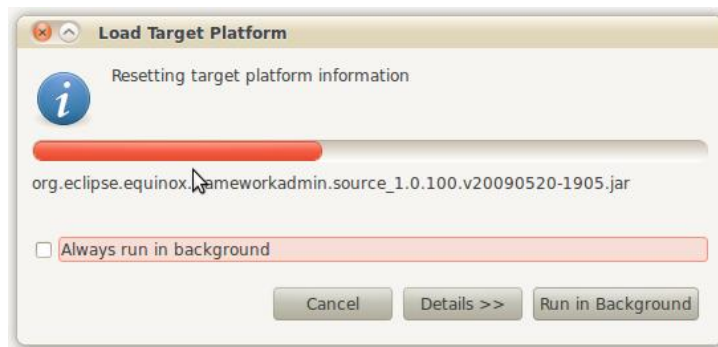 Load Target Platform
Resetting target platform information
org.eclipse.equinox.frameworkadmin.source_1.0.100.v20090520-1905.jar
Always run in background
Cancel Details >> Run in Background